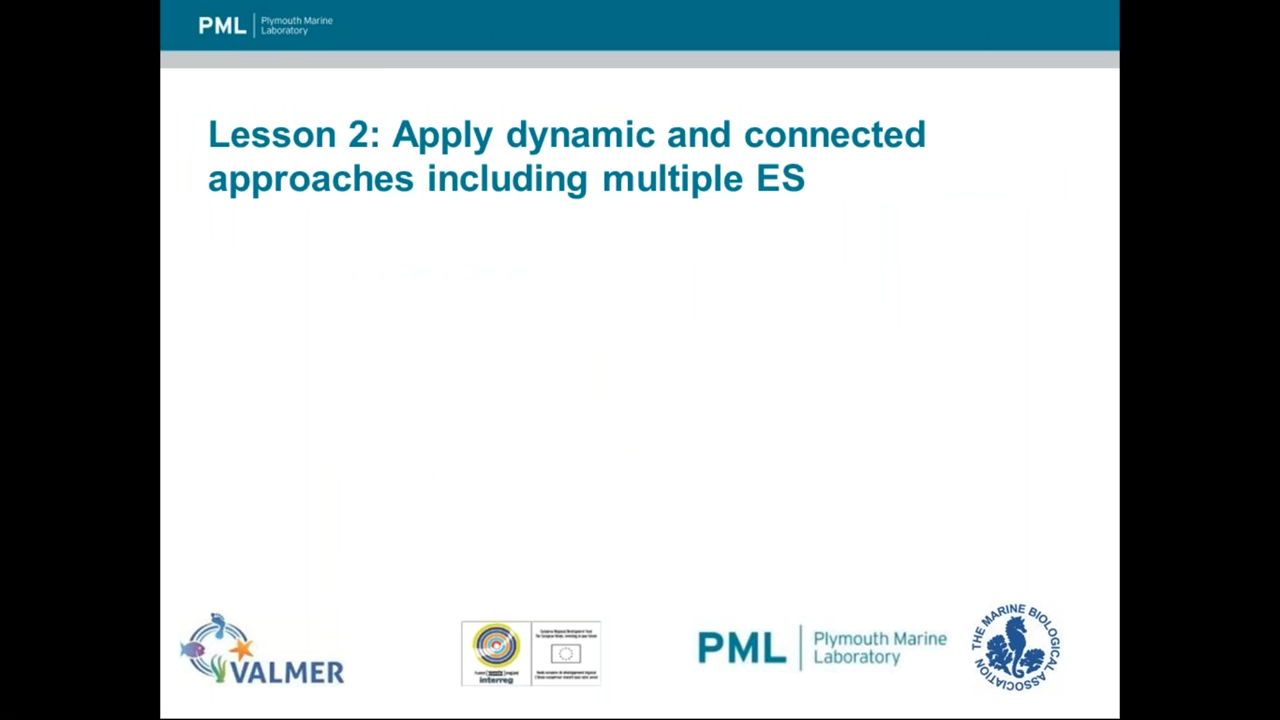 PML
Plymouth Marine
Laboratory
Lesson 2: Apply dynamic and connected
approaches including multiple ES
VALMER
interreg
PML
Plymouth Marine
Laboratory
THE MARINE BIOLOGICAL ASSOCIATION